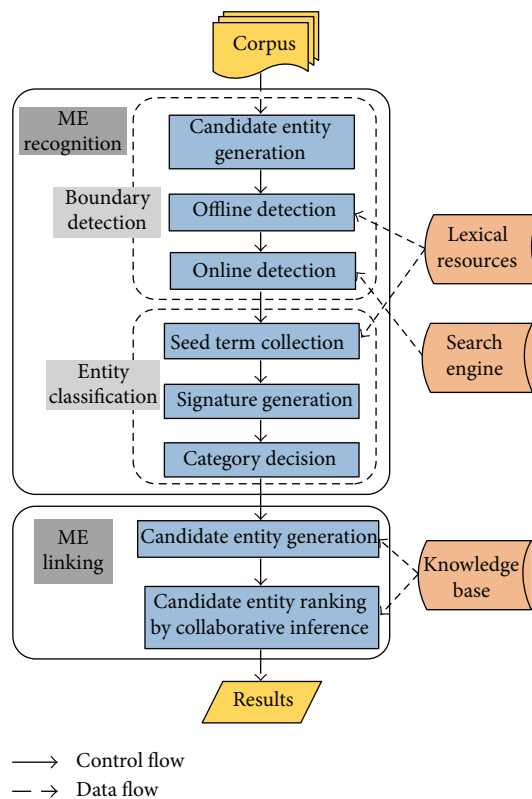 Corpus
ME
recognition
Candidate entity
generation
Boundary
detection
Offline detection
Online detection
Lexical
resources
Search
engine
Seed term collection
Entity
classification
Signature generation
Category decision
ME
linking
Candidate entity generation
Candidate entity ranking
by collaborative inference
Knowledge
base
Results
Control flow
Data flow